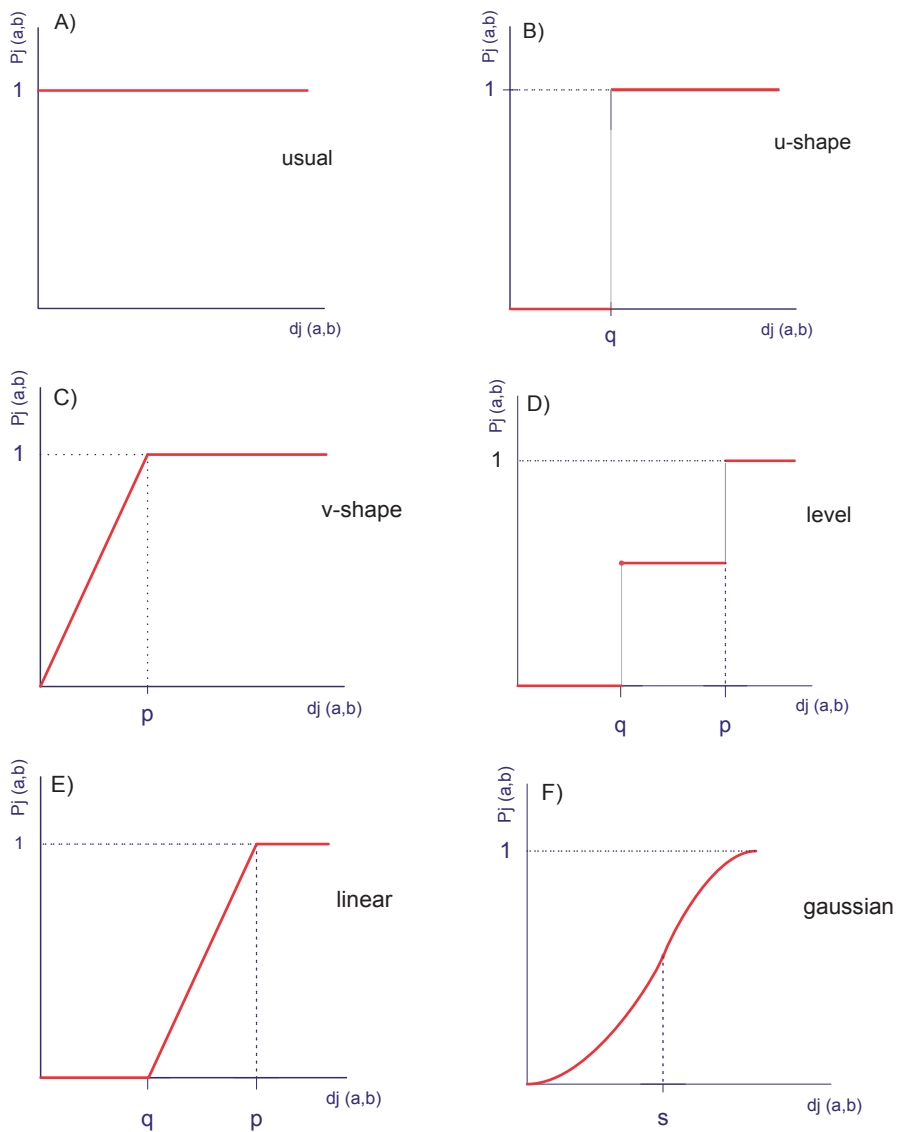 A)
Pj (a,b)
1
usual
dj (a,b)
B)
Pj (a,b)
1
u-shape
q
dj (a,b)
C)
Pj (a,b)
1
v-shape
p
dj (a,b)
D)
Pj (a,b)
1
level
q
p
dj (a,b)
E)
Pj (a,b)
1
linear
q
p
dj (a,b)
F)
Pj (a,b)
1
gaussian
s
dj (a,b)